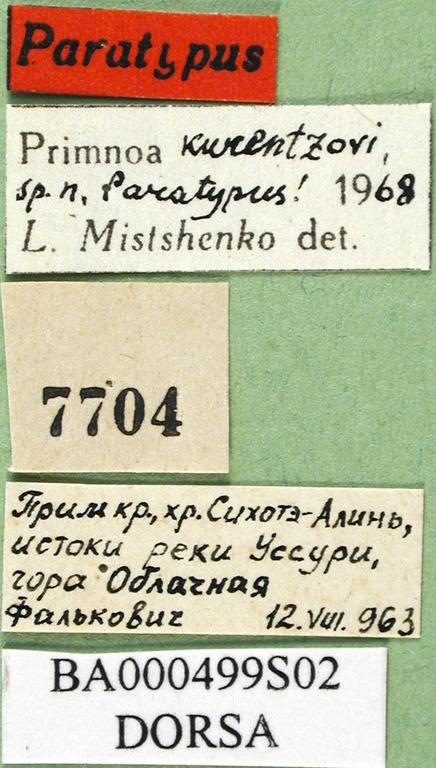 Paratypus
Primnoa kurentzovi,
sp. n. Paratypus! 1968
L. Mistshenko det.
7704
Прим кр., хр. Сихотэ-Алинь,
истоки реки Уссури,
гора Облачная
Фалькович 12.VIII.963
BA000499S02
DORSA